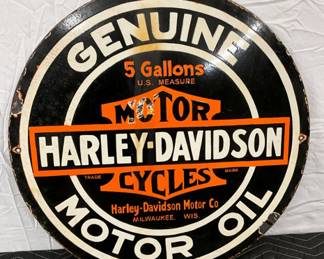 GENUINE
5 Gallons
U.S. MEASURE
MOTOR
HARLEY-DAVIDSON
TRADE MARK
CYCLES
Harley-Davidson Motor Co
MILWAUKEE, WIS.
MOTOR OIL